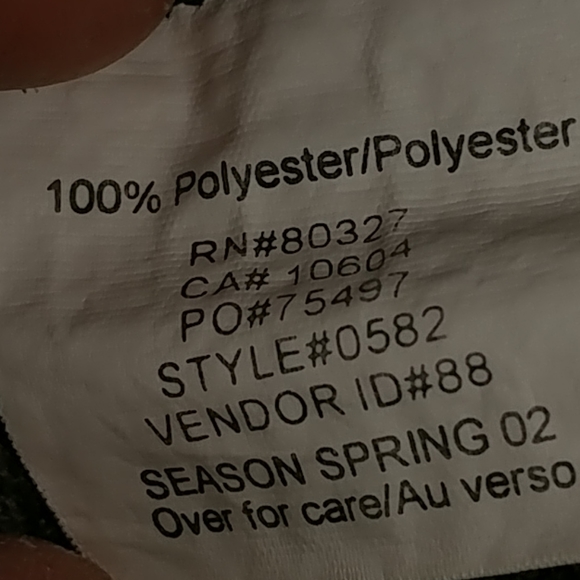 100% Polyester/Polyester
RN#80327
CA# 10604
PO#75497
STYLE#0582
VENDOR ID#88
SEASON SPRING 02
Over for care/Au verso